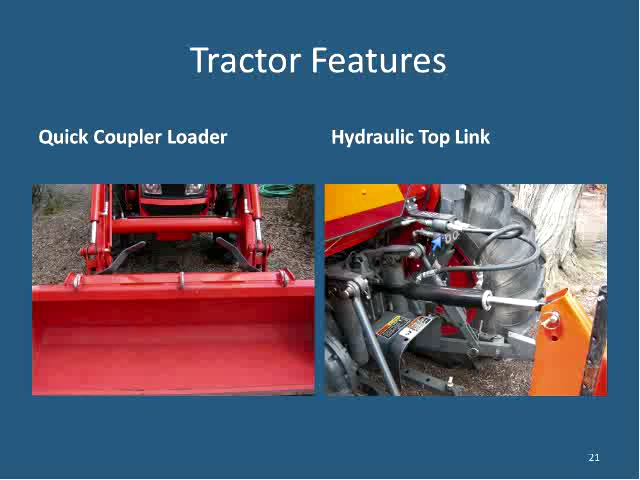 Tractor Features
Quick Coupler Loader
Hydraulic Top Link
21